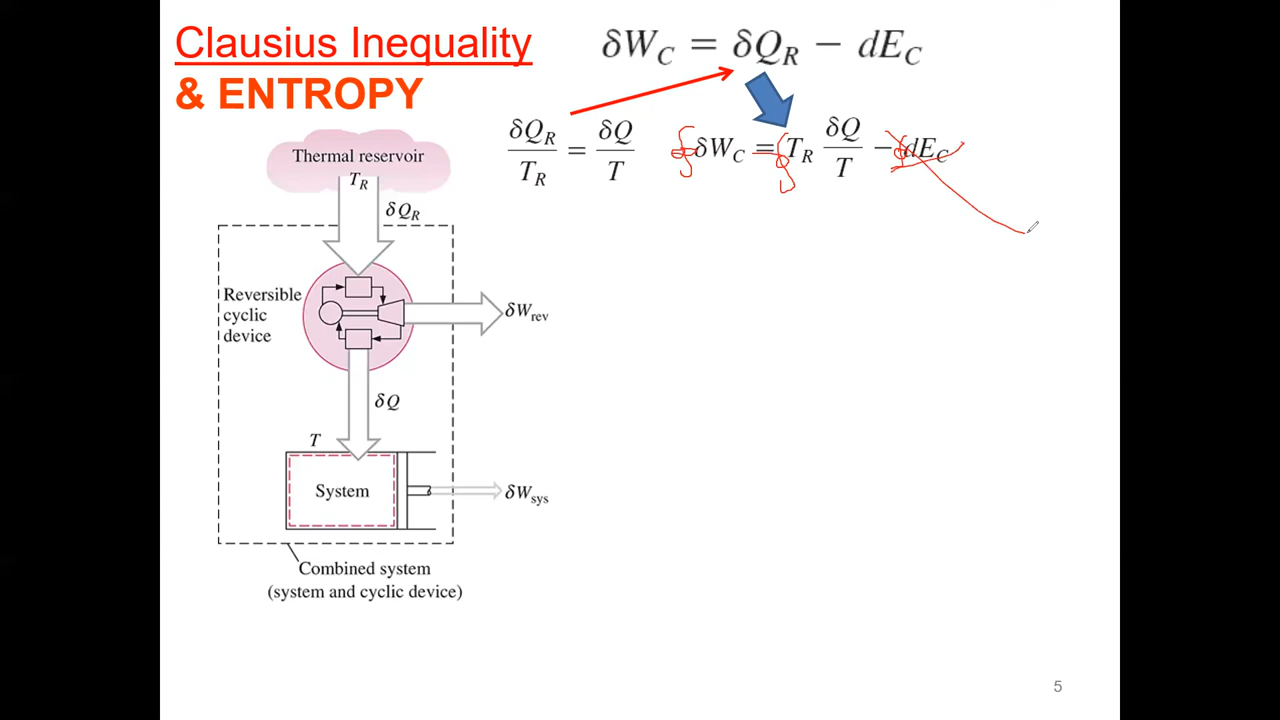 Clausius Inequality
& ENTROPY
δW_C = δQ_R − dE_C
δQ_R / T_R = δQ / T
∮ δW_C = ∮ T_R δQ / T − ∮ dE_C
Thermal reservoir
T_R
δQ_R
Reversible
cyclic
device
δW_rev
δQ
T
System
δW_sys
Combined system
(system and cyclic device)
5